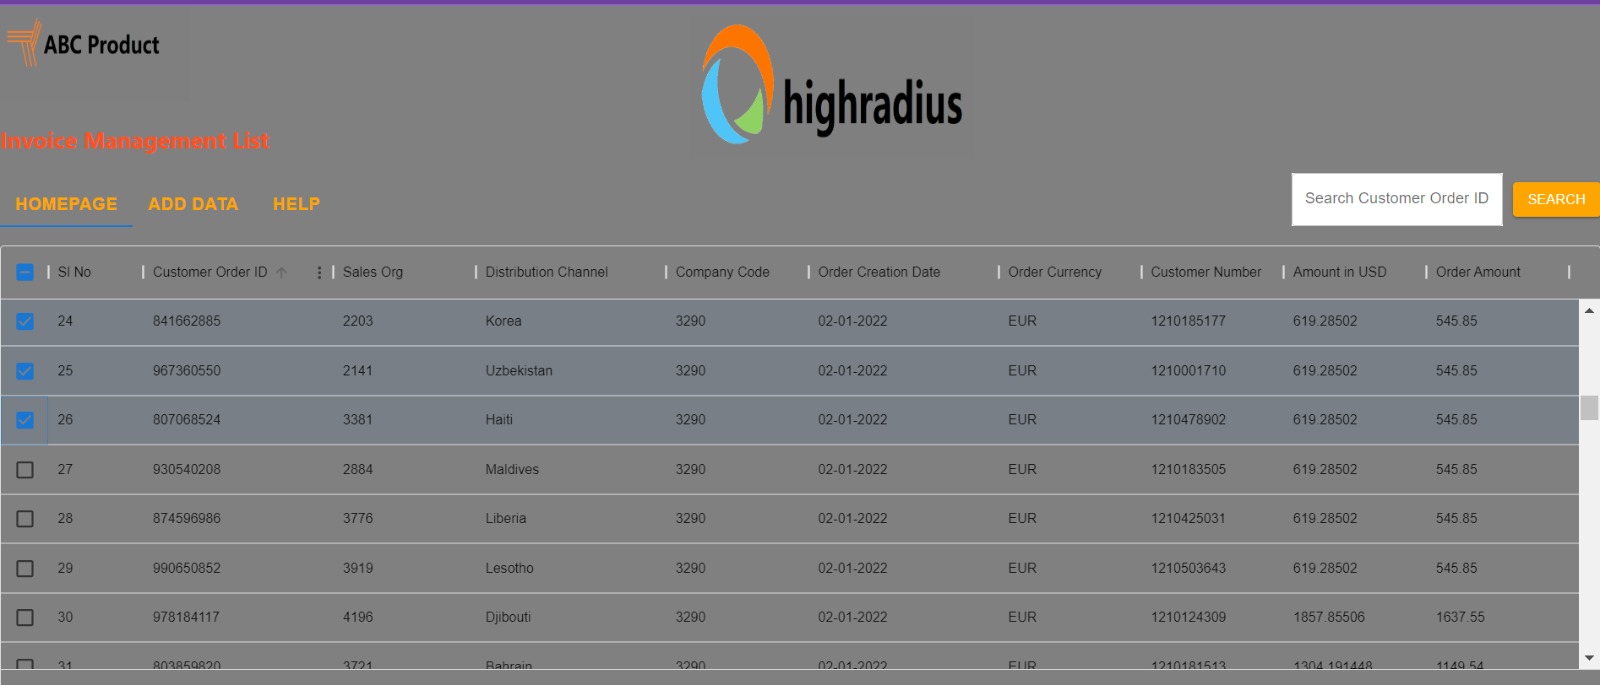 ABC Product
highradius
Invoice Management List
HOMEPAGE ADD DATA HELP
Search Customer Order ID SEARCH
Sl No Customer Order ID Sales Org Distribution Channel Company Code Order Creation Date Order Currency Customer Number Amount in USD Order Amount
24 841662885 2203 Korea 3290 02-01-2022 EUR 1210185177 619.28502 545.85
25 967360550 2141 Uzbekistan 3290 02-01-2022 EUR 1210001710 619.28502 545.85
26 807068524 3381 Haiti 3290 02-01-2022 EUR 1210478902 619.28502 545.85
27 930540208 2884 Maldives 3290 02-01-2022 EUR 1210183505 619.28502 545.85
28 874596986 3776 Liberia 3290 02-01-2022 EUR 1210425031 619.28502 545.85
29 990650852 3919 Lesotho 3290 02-01-2022 EUR 1210503643 619.28502 545.85
30 978184117 4196 Djibouti 3290 02-01-2022 EUR 1210124309 1857.85506 1637.55
31 803859820 3721 Bahrain 3290 02-01-2022 EUR 1210181513 1304.191448 1149.54